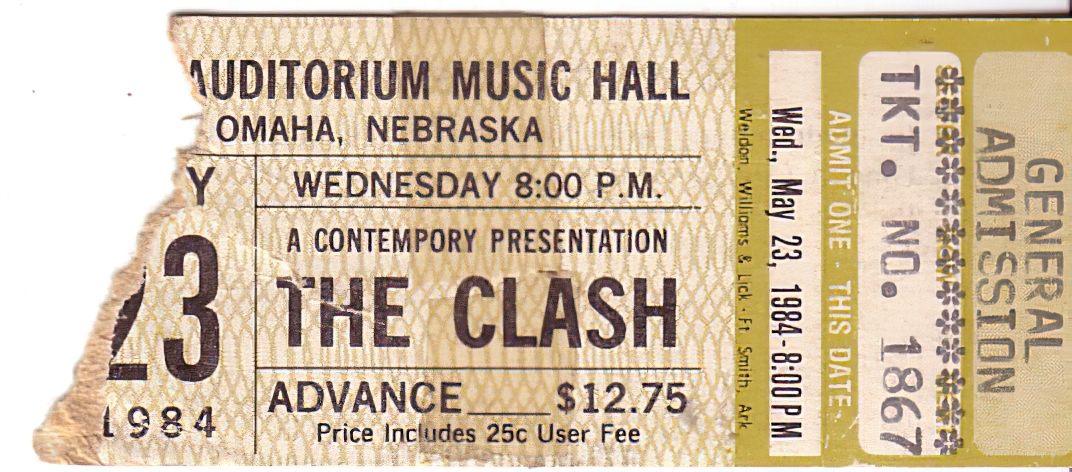 AUDITORIUM MUSIC HALL
OMAHA, NEBRASKA
Y
WEDNESDAY 8:00 P.M.
23
A CONTEMPORY PRESENTATION
THE CLASH
1984
ADVANCE____$12.75
Price Includes 25c User Fee
Weldon, Williams & Lick · Ft. Smith, Ark.
Wed., May 23, 1984-8:00PM
ADMIT ONE - THIS DATE-
TKT. NO. 1867
GENERAL
ADMISSION